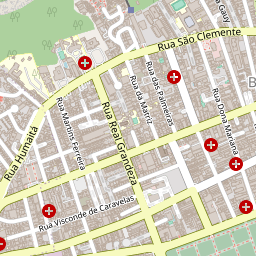 Gauy
Rua São Clemente
Rua das Palmeiras
Rua da Matriz
B
Rua Dona Mariana
Rua Real Grandeza
Rua Martins Ferreira
Rua Humaitá
Rua Visconde de Caravelas